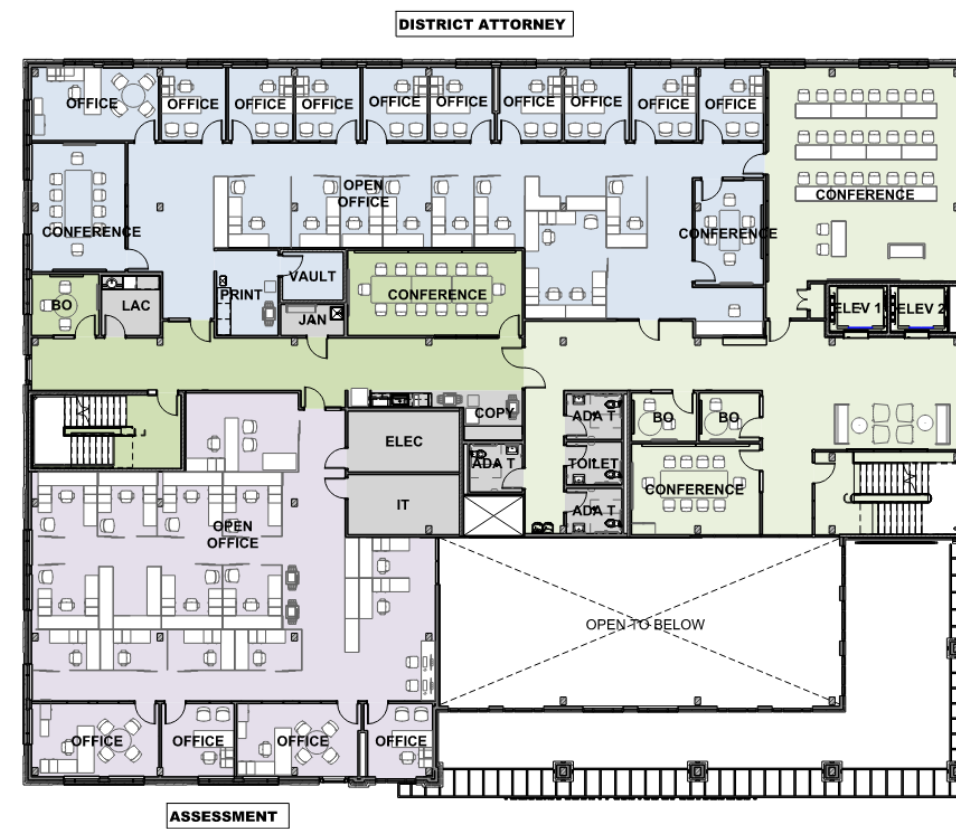 DISTRICT ATTORNEY
OFFICE
OFFICE
OFFICE
OFFICE
OFFICE
OFFICE
OFFICE
OFFICE
OFFICE
OFFICE
OPEN
OFFICE
CONFERENCE
CONFERENCE
CONFERENCE
VAULT
PRINT
CONFERENCE
BO
LAC
JAN
ELEV 1
ELEV 2
COPY
ADA T
BO
BO
ELEC
ADA T
TOILET
CONFERENCE
IT
ADA T
OPEN
OFFICE
OPEN TO BELOW
OFFICE
OFFICE
OFFICE
OFFICE
ASSESSMENT